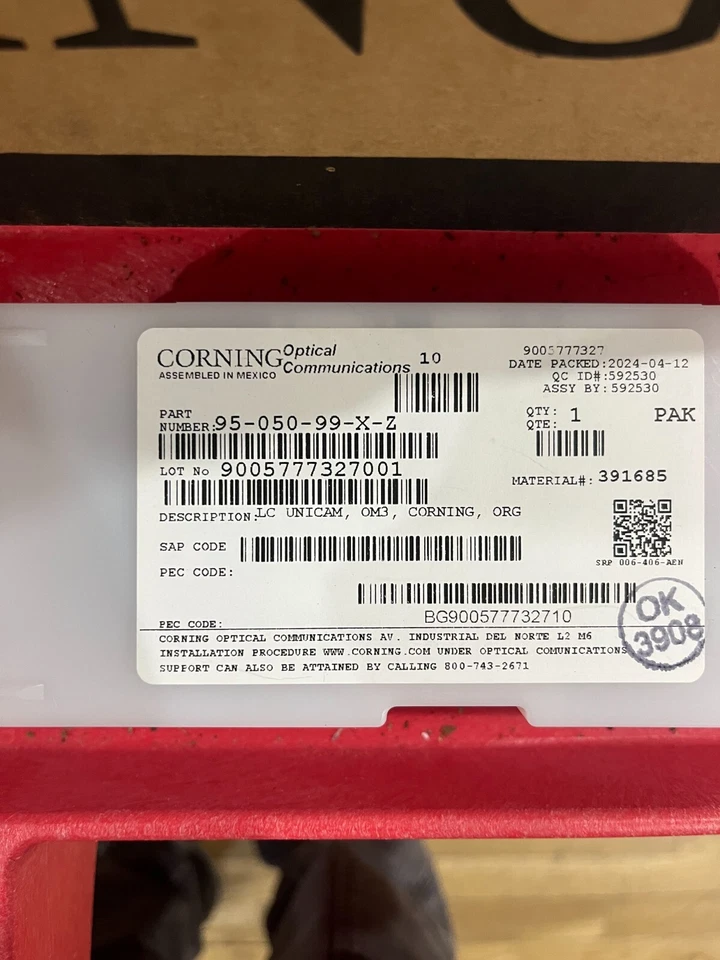 CORNING Optical Communications 10
ASSEMBLED IN MEXICO
9005777327
DATE PACKED:2024-04-12
QC ID#:592530
ASSY BY:592530
PART
NUMBER:95-050-99-X-Z
QTY: 1 PAK
QTE:
LOT No 9005777327001
MATERIAL#:391685
DESCRIPTION:LC UNICAM, OM3, CORNING, ORG
SAP CODE
SRP 006-406-AEN
PEC CODE:
BG900577732710
PEC CODE:
OK
3908
CORNING OPTICAL COMMUNICATIONS AV. INDUSTRIAL DEL NORTE L2 M6
INSTALLATION PROCEDURE WWW.CORNING.COM UNDER OPTICAL COMUNICATIONS
SUPPORT CAN ALSO BE ATTAINED BY CALLING 800-743-2671